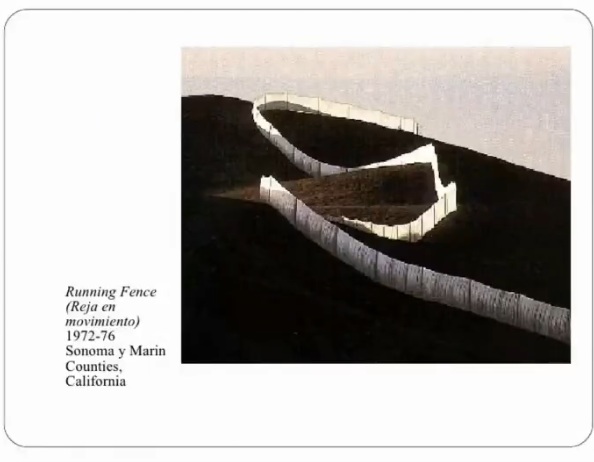 Running Fence
(Reja en
movimiento)
1972-76
Sonoma y Marin
Counties,
California